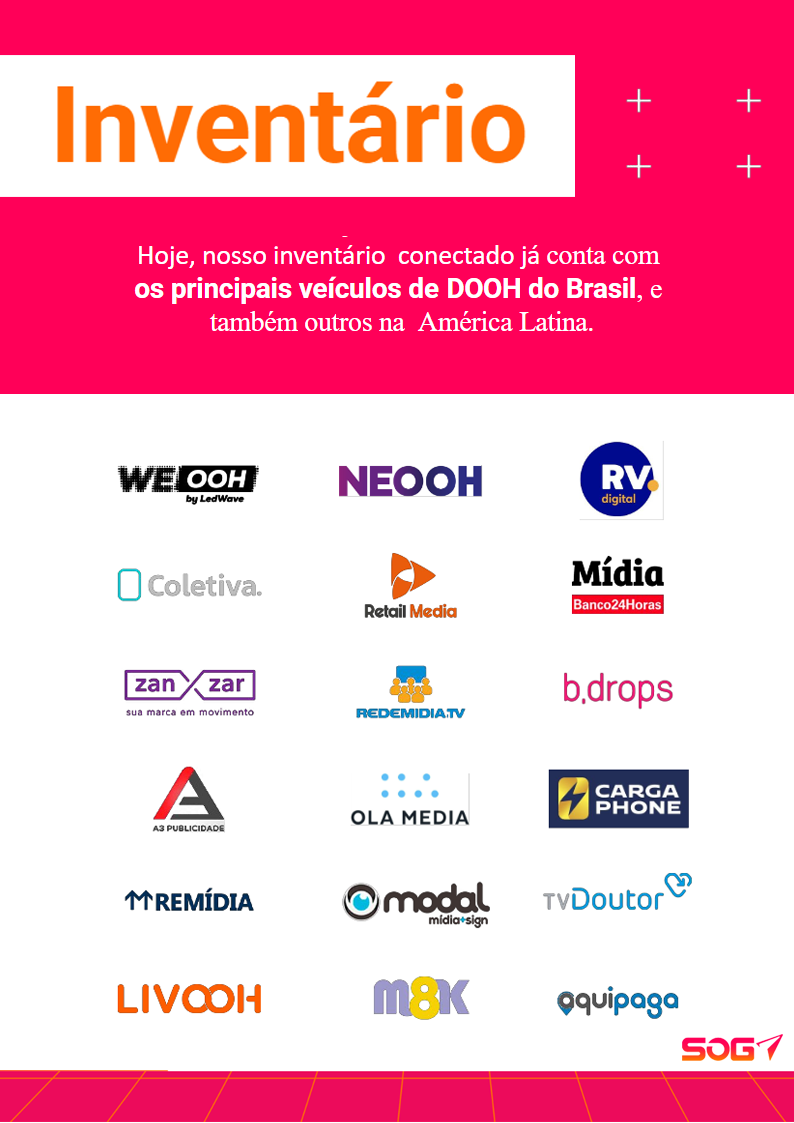 Inventário
Hoje, nosso inventário conectado já conta com
os principais veículos de DOOH do Brasil, e
também outros na América Latina.
WE OOH
by LedWave
NEOOH
RV.
digital
Coletiva.
Retail Media
Mídia
Banco24Horas
zan zar
sua marca em movimento
REDEMIDIA.TV
b.drops
A3 PUBLICIDADE
OLA MEDIA
CARGA
PHONE
REMÍDIA
modal
mídia+sign
TVDoutor
LIVOOH
m8k
aquipaga
SOG